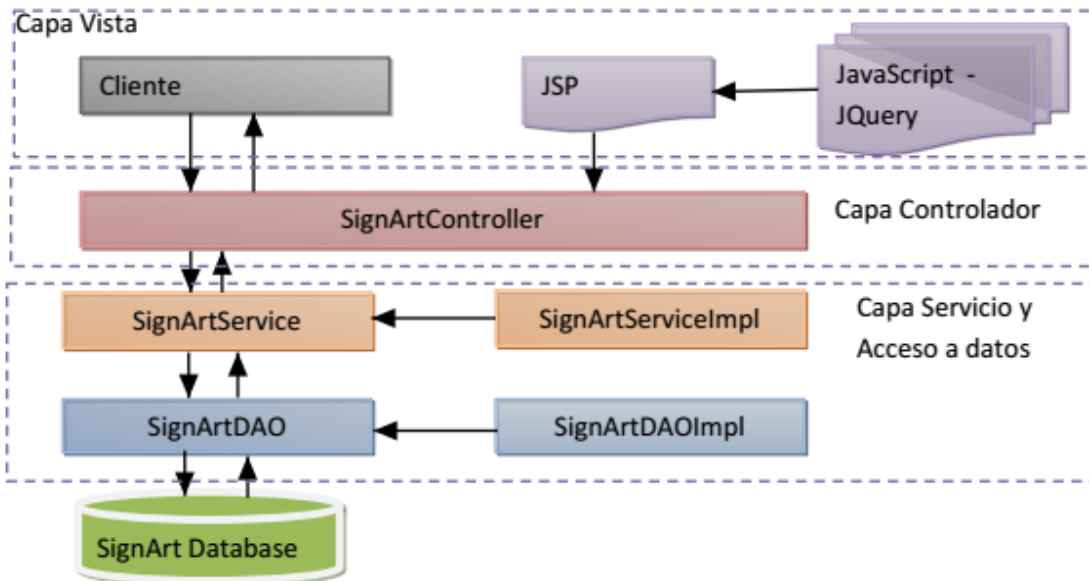 Capa Vista
Cliente
JSP
JavaScript -
JQuery
SignArtController
Capa Controlador
SignArtService
SignArtServiceImpl
Capa Servicio y
Acceso a datos
SignArtDAO
SignArtDAOImpl
SignArt Database